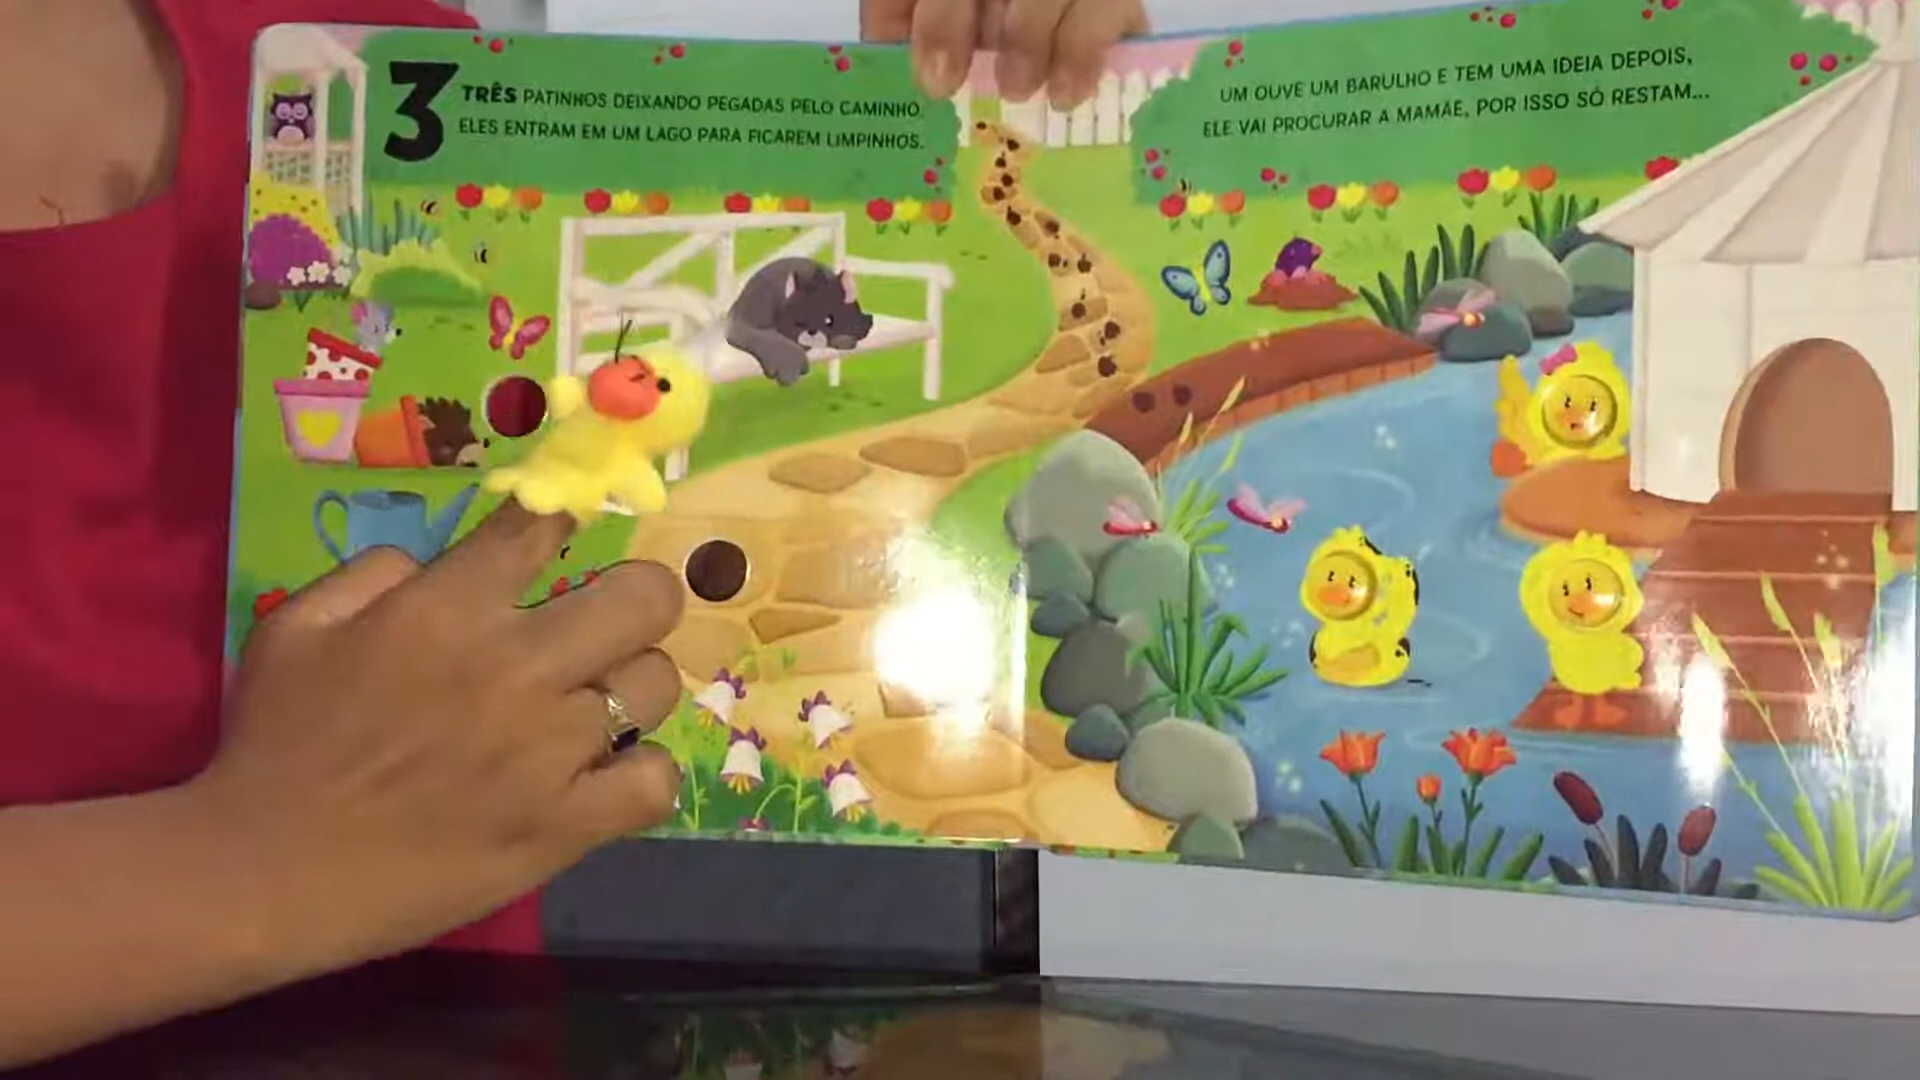 3
TRÊS PATINHOS DEIXANDO PEGADAS PELO CAMINHO.
ELES ENTRAM EM UM LAGO PARA FICAREM LIMPINHOS.
UM OUVE UM BARULHO E TEM UMA IDEIA DEPOIS,
ELE VAI PROCURAR A MAMÃE, POR ISSO SÓ RESTAM...